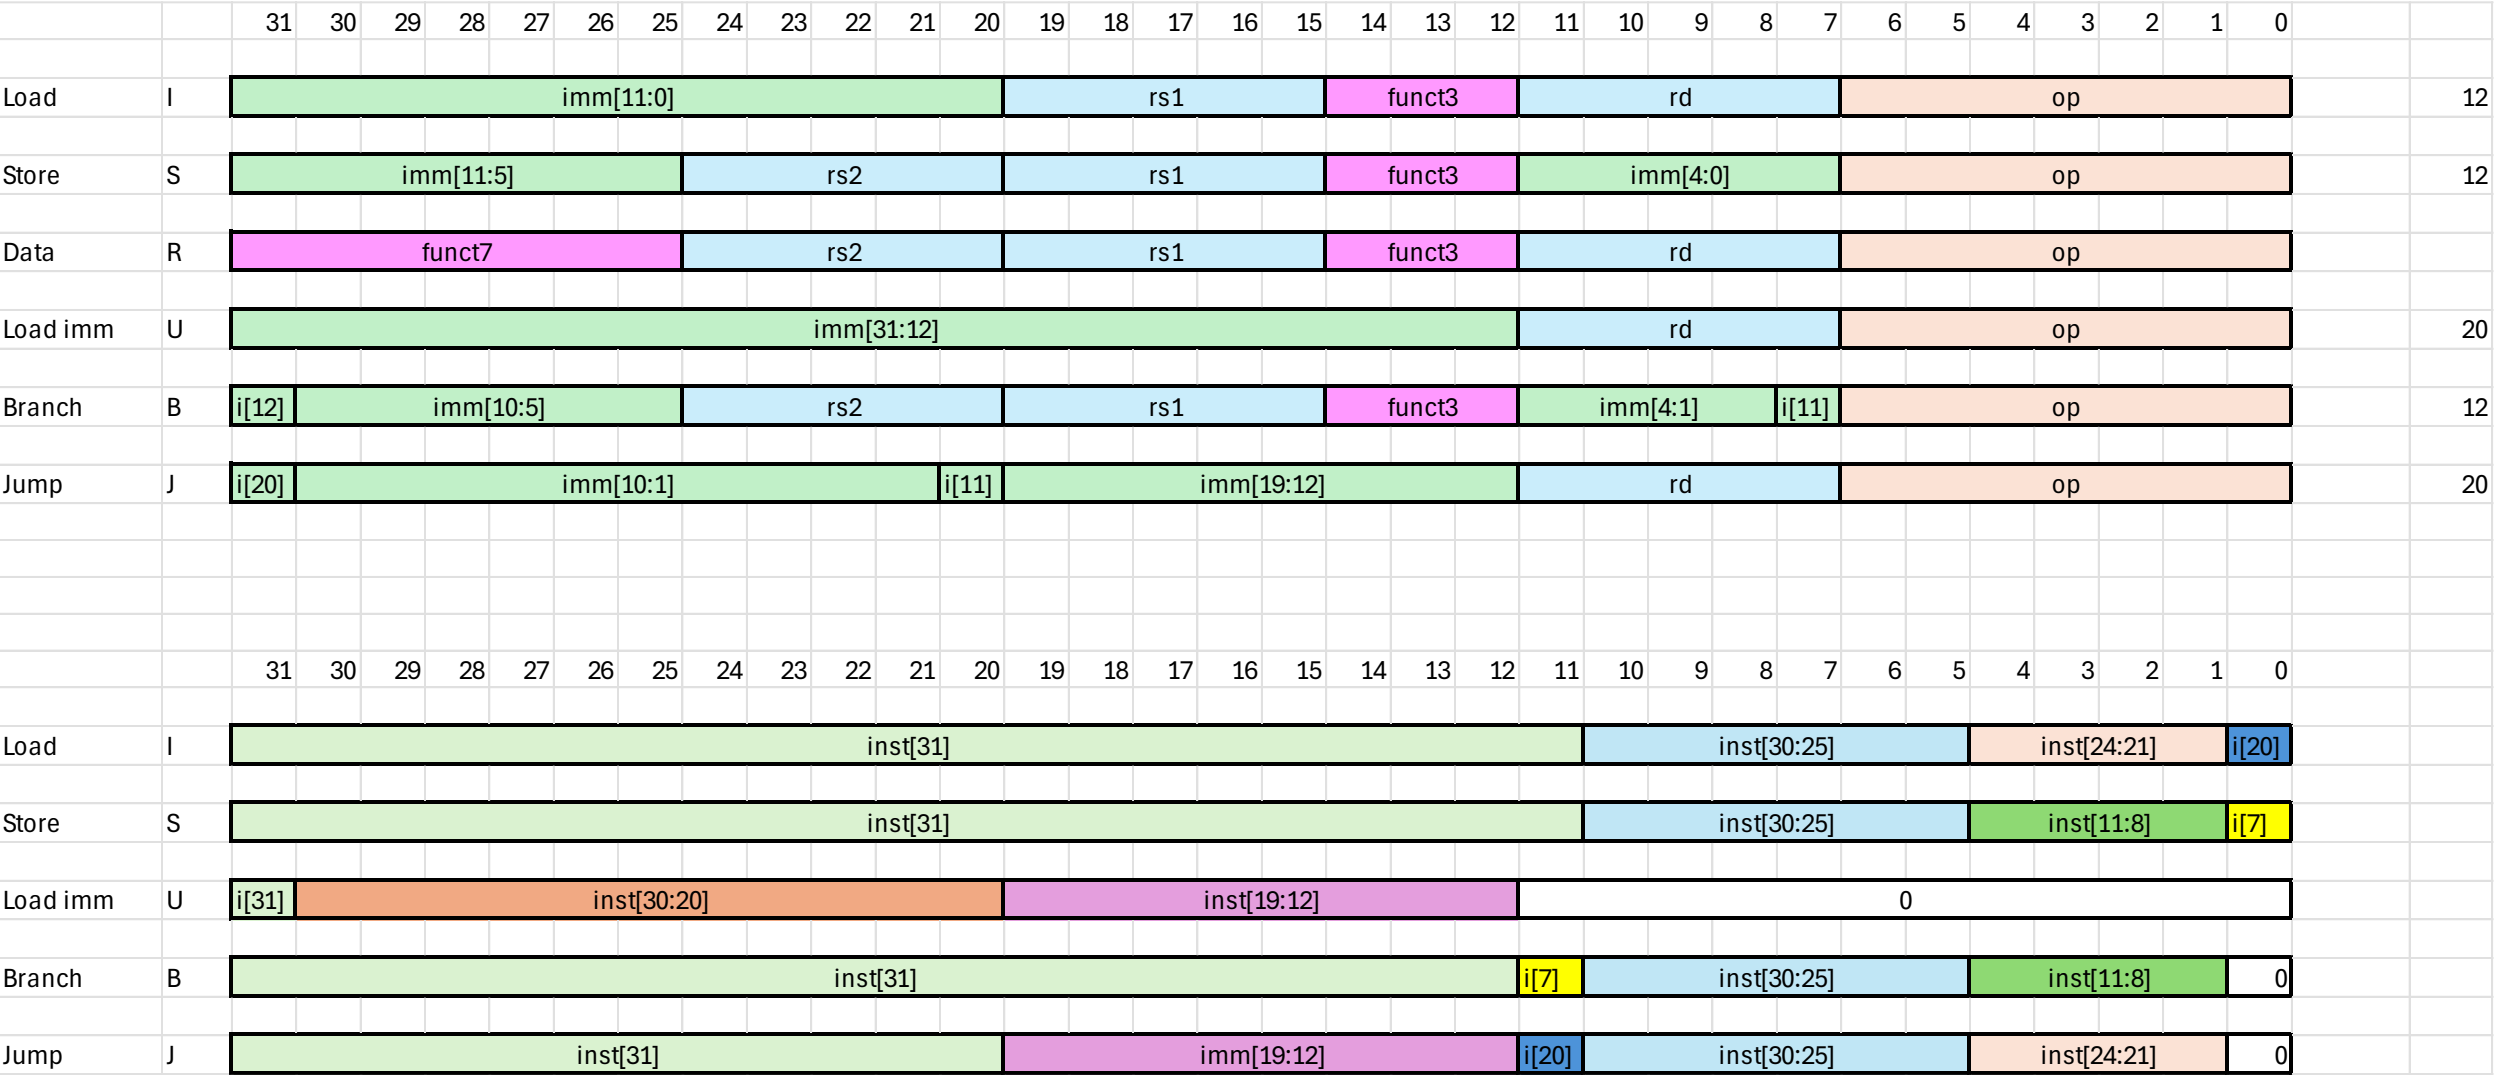 31 30 29 28 27 26 25 24 23 22 21 20 19 18 17 16 15 14 13 12 11 10 9 8 7 6 5 4 3 2 1 0
Load I imm[11:0] rs1 funct3 rd op 12
Store S imm[11:5] rs2 rs1 funct3 imm[4:0] op 12
Data R funct7 rs2 rs1 funct3 rd op
Load imm U imm[31:12] rd op 20
Branch B i[12] imm[10:5] rs2 rs1 funct3 imm[4:1] i[11] op 12
Jump J i[20] imm[10:1] i[11] imm[19:12] rd op 20
31 30 29 28 27 26 25 24 23 22 21 20 19 18 17 16 15 14 13 12 11 10 9 8 7 6 5 4 3 2 1 0
Load I inst[31] inst[30:25] inst[24:21] i[20]
Store S inst[31] inst[30:25] inst[11:8] i[7]
Load imm U i[31] inst[30:20] inst[19:12] 0
Branch B inst[31] i[7] inst[30:25] inst[11:8] 0
Jump J inst[31] imm[19:12] i[20] inst[30:25] inst[24:21] 0